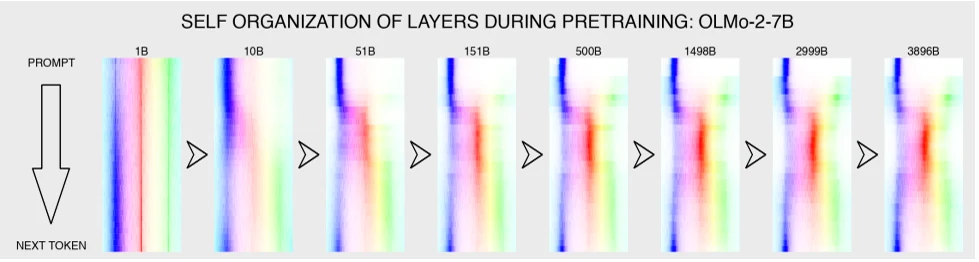 SELF ORGANIZATION OF LAYERS DURING PRETRAINING: OLMo-2-7B
1B 10B 51B 151B 500B 1498B 2999B 3896B
PROMPT
NEXT TOKEN